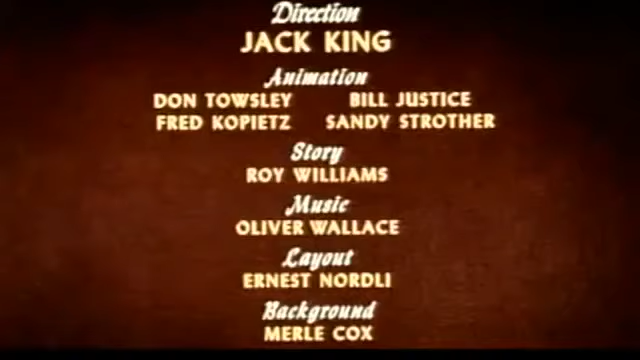 Direction
JACK KING
Animation
DON TOWSLEY BILL JUSTICE
FRED KOPIETZ SANDY STROTHER
Story
ROY WILLIAMS
Music
OLIVER WALLACE
Layout
ERNEST NORDLI
Background
MERLE COX